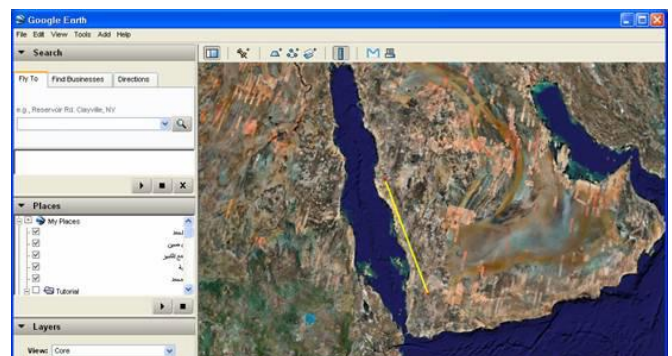 Google Earth
File Edit View Tools Add Help
Search
Fly To Find Businesses Directions
e.g., Reservoir Rd. Clayville, NY
Places
My Places
Tutorial
Layers
View: Core